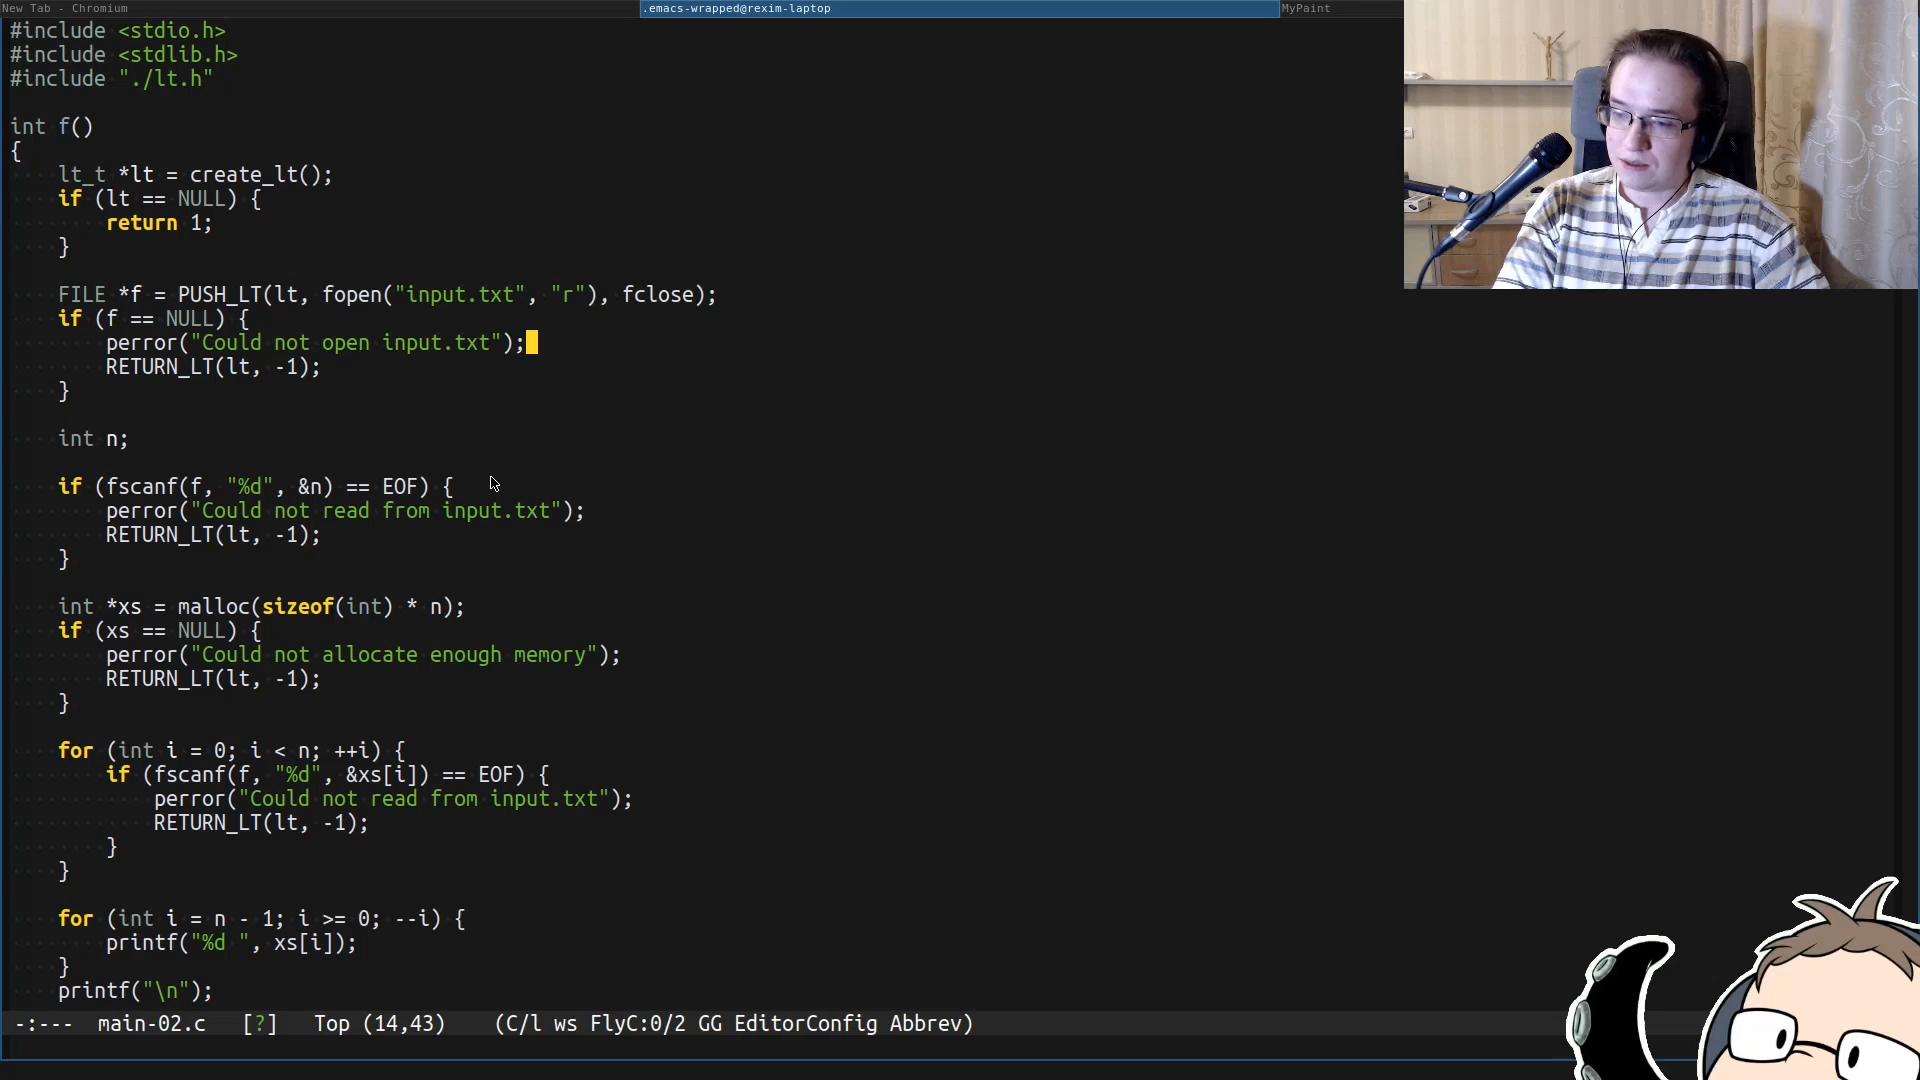 New Tab - Chromium
.emacs-wrapped@rexim-laptop
MyPaint
#include <stdio.h>
#include <stdlib.h>
#include "./lt.h"
int f()
{
lt_t *lt = create_lt();
if (lt == NULL) {
return 1;
}
FILE *f = PUSH_LT(lt, fopen("input.txt", "r"), fclose);
if (f == NULL) {
perror("Could not open input.txt");
RETURN_LT(lt, -1);
}
int n;
if (fscanf(f, "%d", &n) == EOF) {
perror("Could not read from input.txt");
RETURN_LT(lt, -1);
}
int *xs = malloc(sizeof(int) * n);
if (xs == NULL) {
perror("Could not allocate enough memory");
RETURN_LT(lt, -1);
}
for (int i = 0; i < n; ++i) {
if (fscanf(f, "%d", &xs[i]) == EOF) {
perror("Could not read from input.txt");
RETURN_LT(lt, -1);
}
}
for (int i = n - 1; i >= 0; --i) {
printf("%d ", xs[i]);
}
printf("\n");
-:--- main-02.c [?] Top (14,43) (C/l ws FlyC:0/2 GG EditorConfig Abbrev)